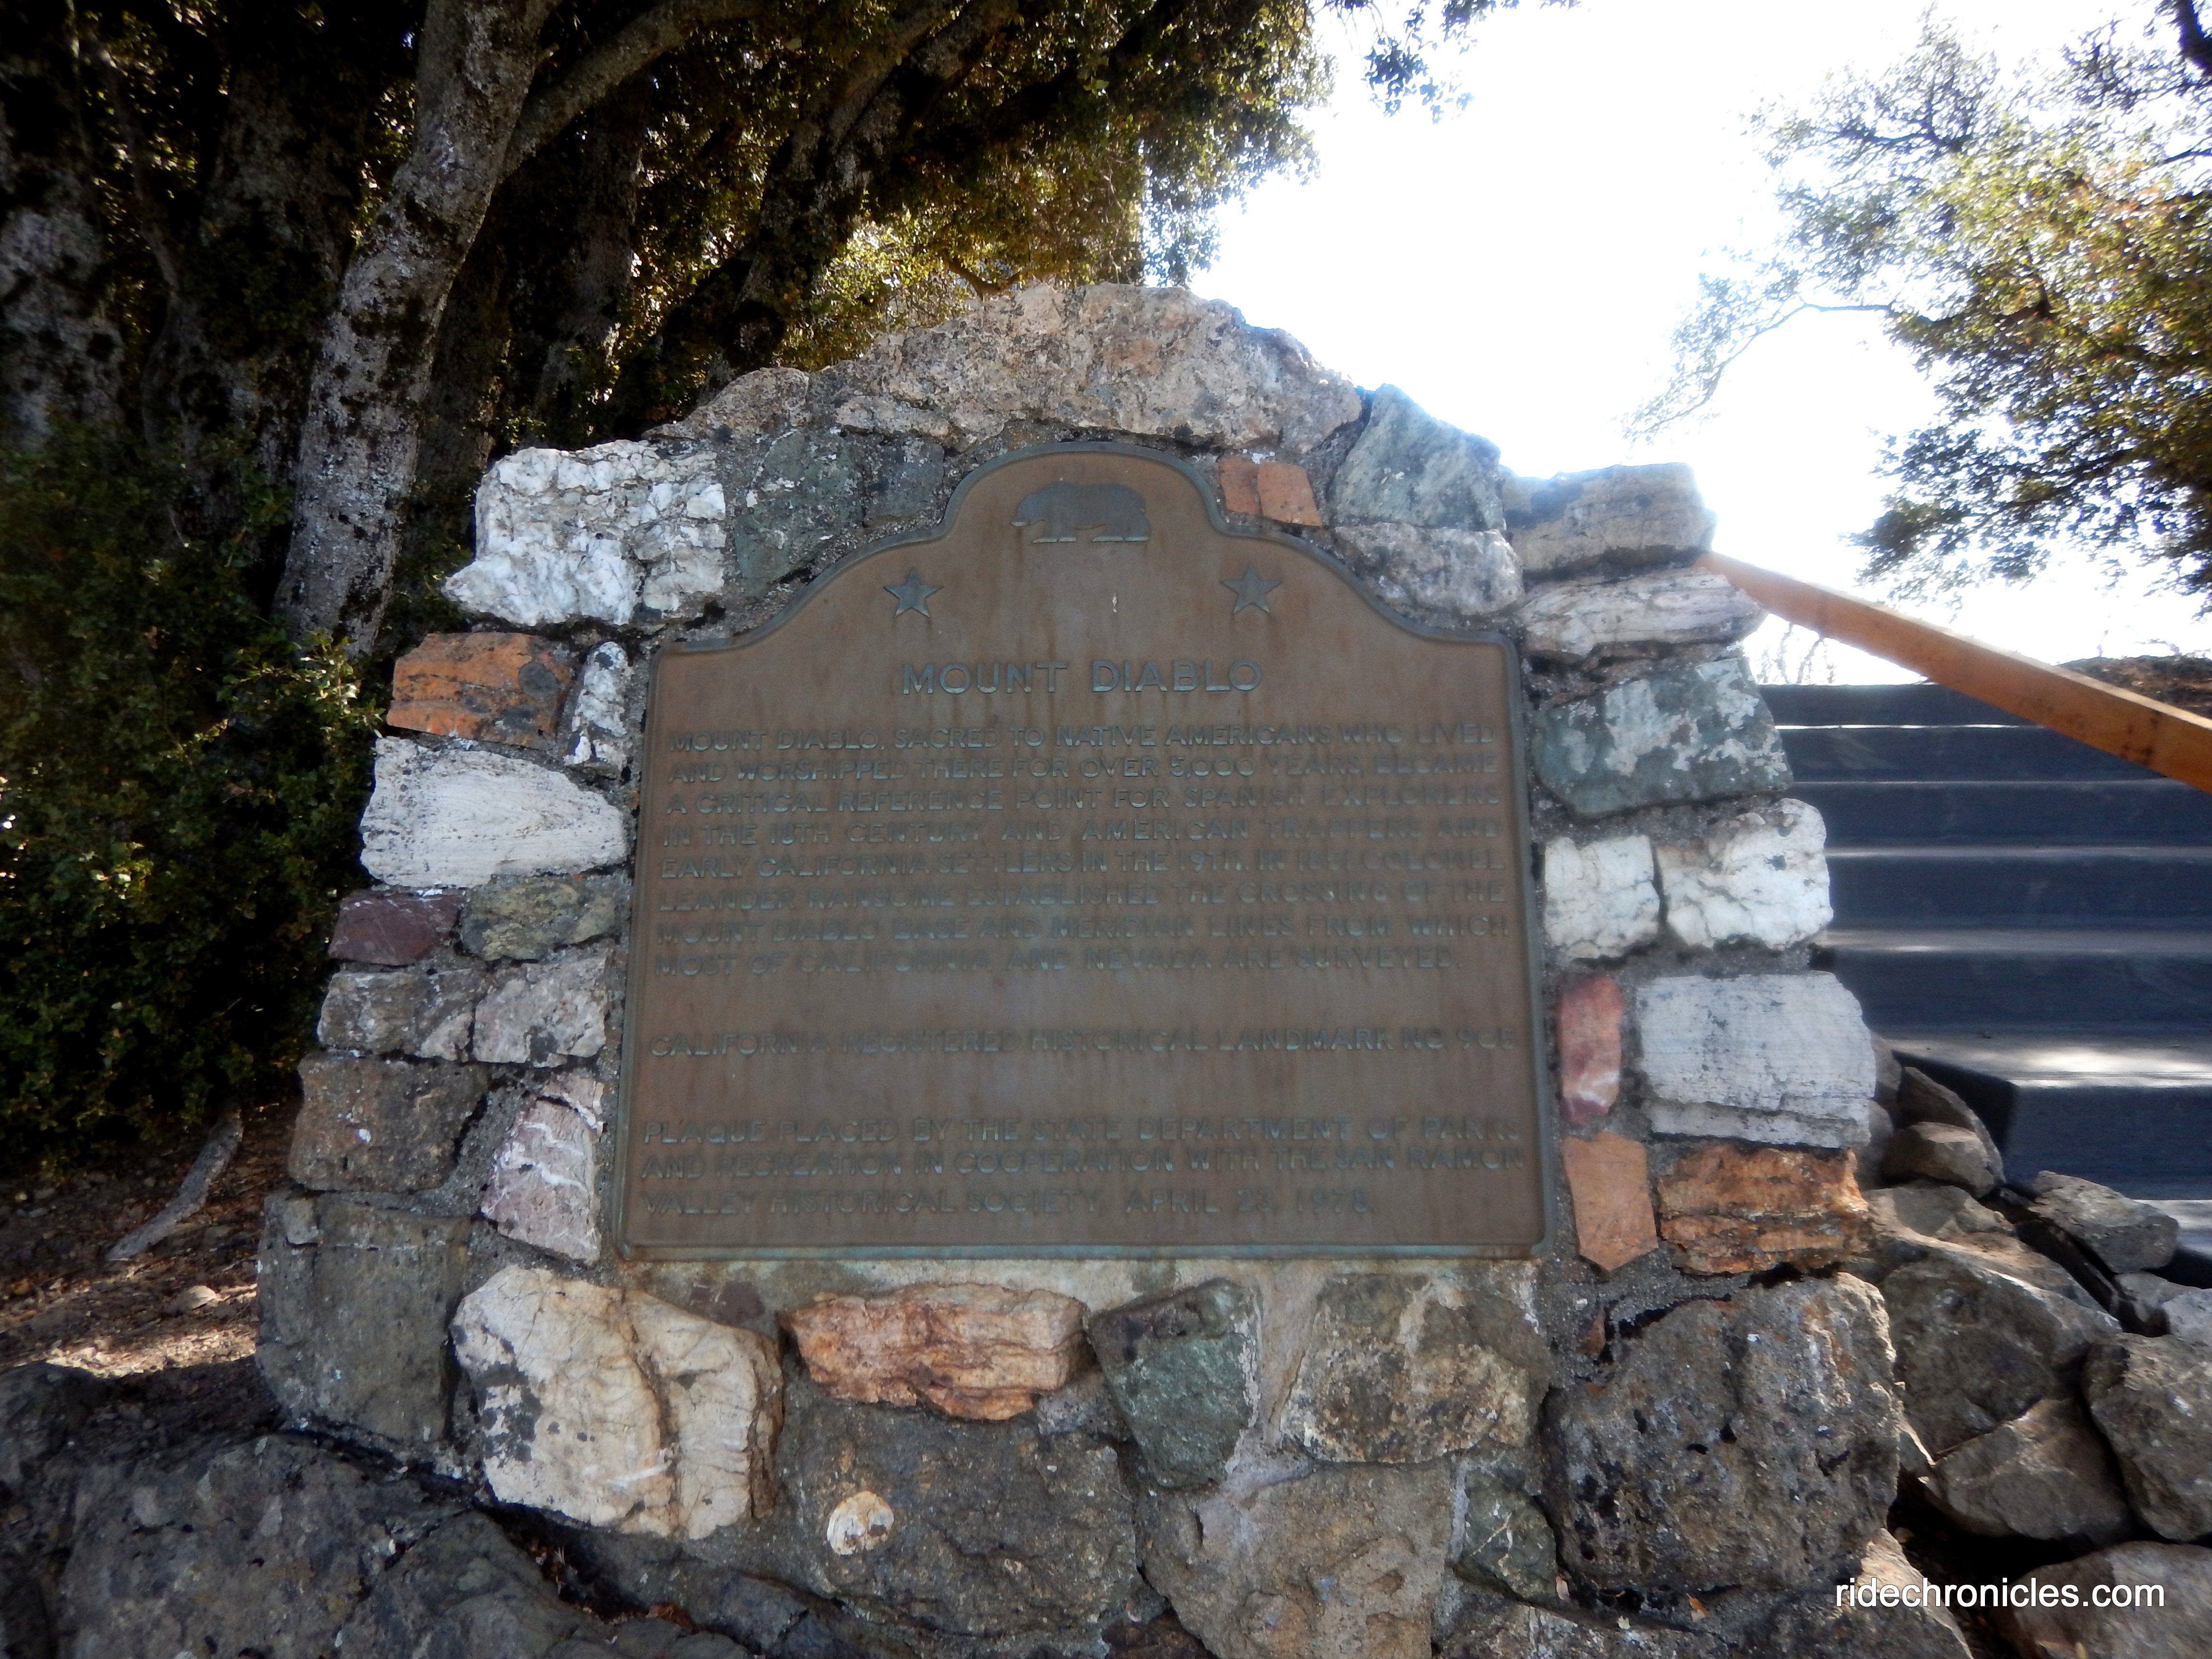 MOUNT DIABLO
MOUNT DIABLO, SACRED TO NATIVE AMERICANS WHO LIVED
AND WORSHIPPED THERE FOR OVER 5,000 YEARS, BECAME
A CRITICAL REFERENCE POINT FOR SPANISH EXPLORERS
IN THE 18TH CENTURY AND AMERICAN TRAPPERS AND
EARLY CALIFORNIA SETTLERS IN THE 19TH. IN 1851 COLONEL
LEANDER RANSOME ESTABLISHED THE CROSSING OF THE
MOUNT DIABLO BASE AND MERIDIAN LINES FROM WHICH
MOST OF CALIFORNIA AND NEVADA ARE SURVEYED.
CALIFORNIA REGISTERED HISTORICAL LANDMARK NO 905
PLAQUE PLACED BY THE STATE DEPARTMENT OF PARKS
AND RECREATION IN COOPERATION WITH THE SAN RAMON
VALLEY HISTORICAL SOCIETY APRIL 23, 1978.
ridechronicles.com